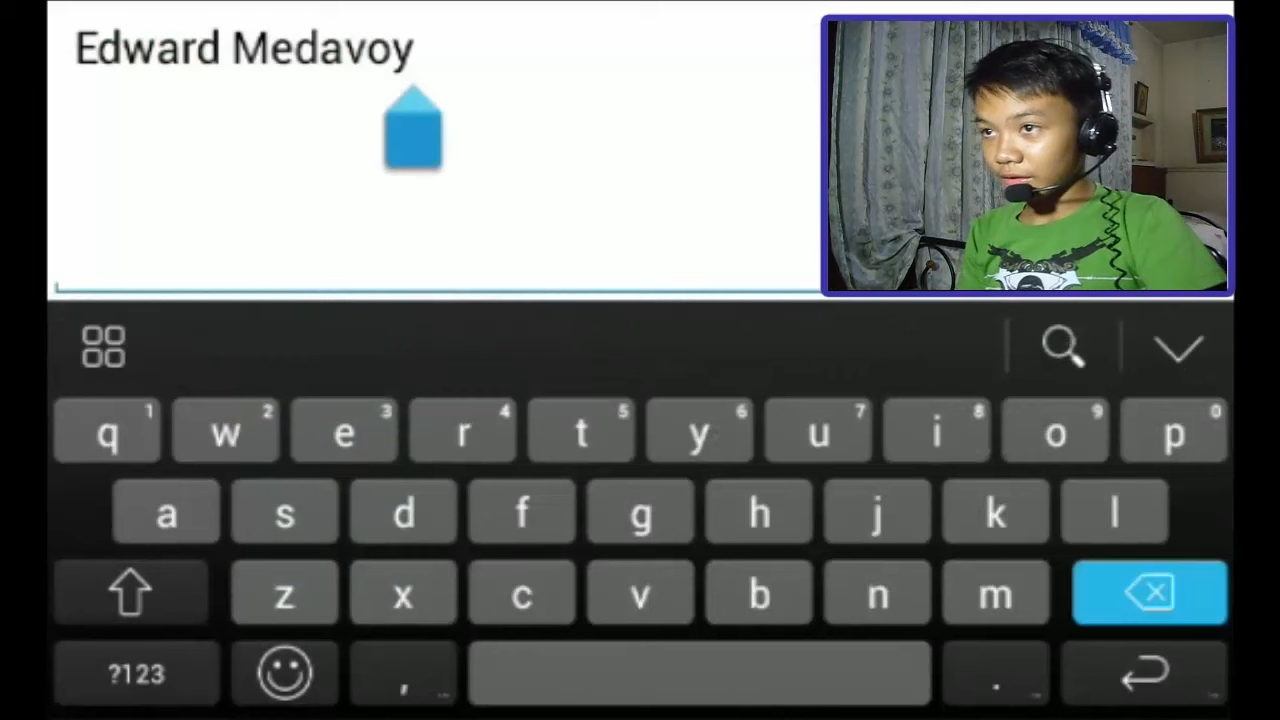 Edward Medavoy
q 1 w 2 e 3 r 4 t 5 y 6 u 7 i 8 o 9 p 0
a s d f g h j k l
z x c v b n m
?123 , .